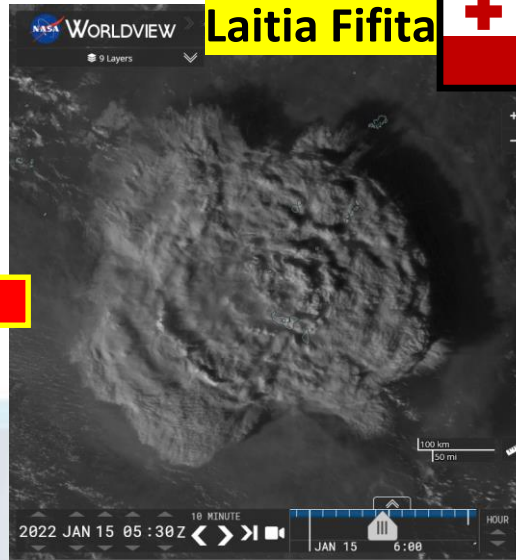 Laitia Fifita
NASA WORLDVIEW
9 Layers
100 km
50 mi
10 MINUTE
2022 JAN 15 05:30Z
JAN 15 6:00
HOUR